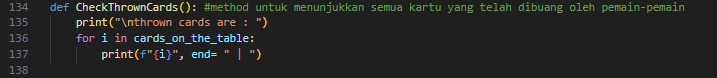 134 def CheckThrownCards(): #method untuk menunjukkan semua kartu yang telah dibuang oleh pemain-pemain
135     print("\nthrown cards are : ")
136     for i in cards_on_the_table:
137         print(f"{i}", end= " | ")
138